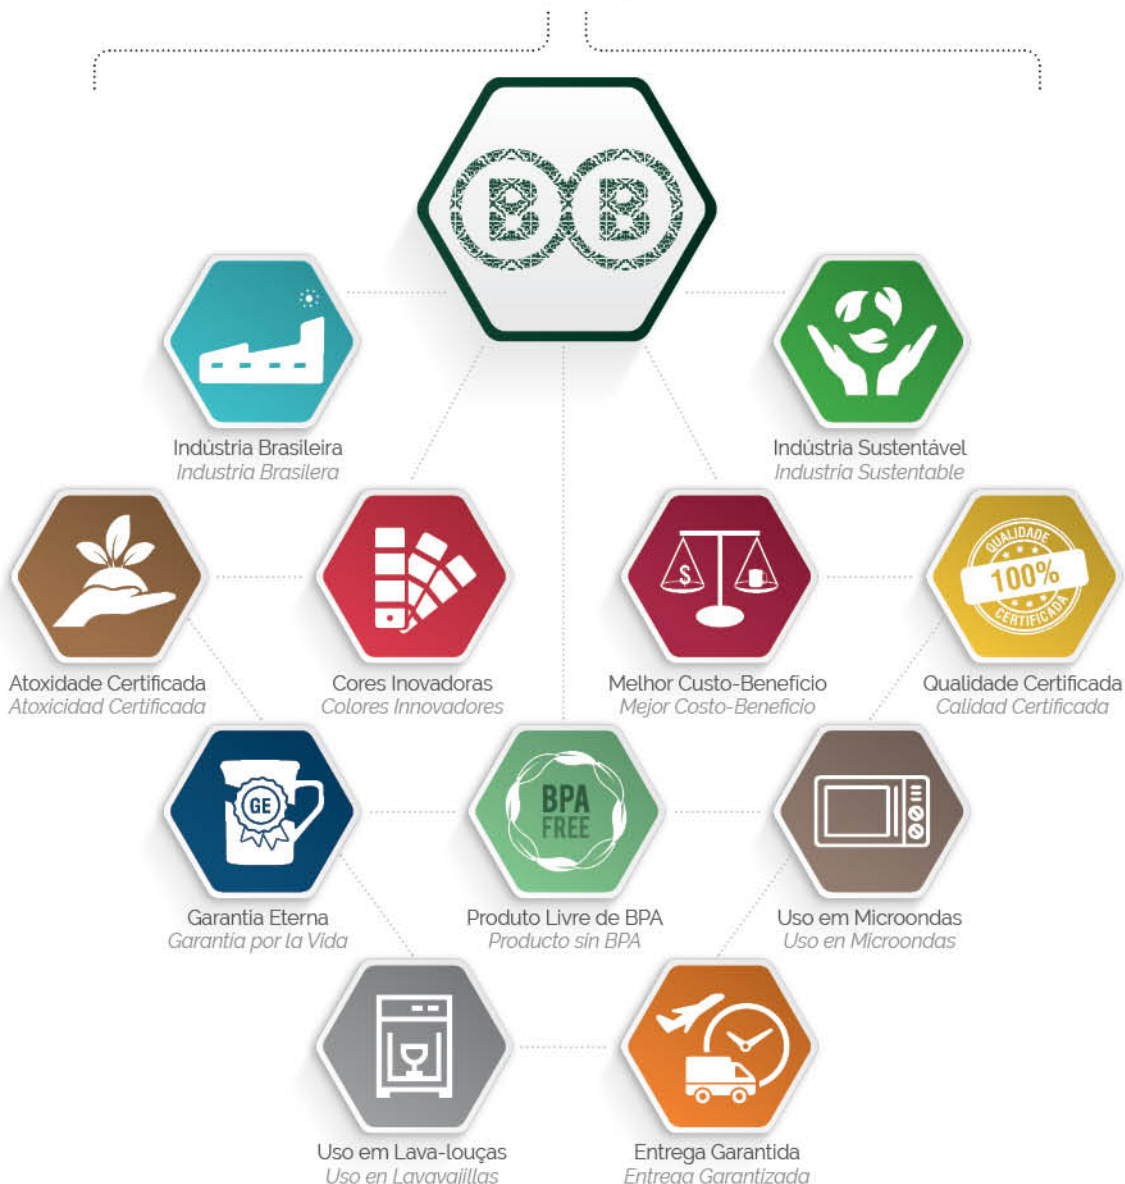 B B
Indústria Brasileira
Industria Brasilera
Indústria Sustentável
Industria Sustentable
$
QUALIDADE
100%
CERTIFICADA
Atoxidade Certificada
Atoxicidad Certificada
Cores Inovadoras
Colores Innovadores
Melhor Custo-Benefício
Mejor Costo-Beneficio
Qualidade Certificada
Calidad Certificada
GE
BPA
FREE
Garantia Eterna
Garantía por la Vida
Produto Livre de BPA
Producto sin BPA
Uso em Microondas
Uso en Microondas
Uso em Lava-louças
Uso en Lavavajillas
Entrega Garantida
Entrega Garantizada